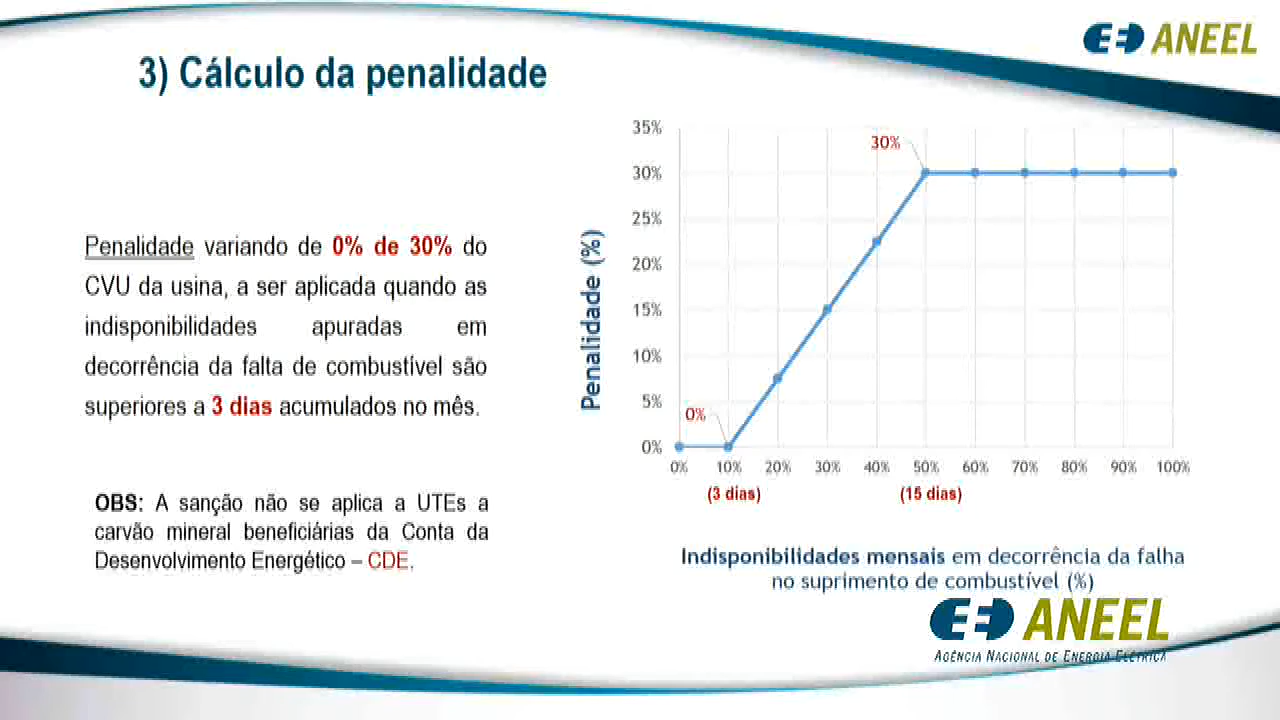 ANEEL
3) Cálculo da penalidade
Penalidade variando de 0% de 30% do
CVU da usina, a ser aplicada quando as
indisponibilidades apuradas em
decorrência da falta de combustível são
superiores a 3 dias acumulados no mês.
OBS: A sanção não se aplica a UTEs a
carvão mineral beneficiárias da Conta da
Desenvolvimento Energético – CDE.
Penalidade (%)
35%
30%
25%
20%
15%
10%
5%
0%
30%
0%
0% 10% 20% 30% 40% 50% 60% 70% 80% 90% 100%
(3 dias) (15 dias)
Indisponibilidades mensais em decorrência da falha
no suprimento de combustível (%)
ANEEL
AGÊNCIA NACIONAL DE ENERGIA ELÉTRICA